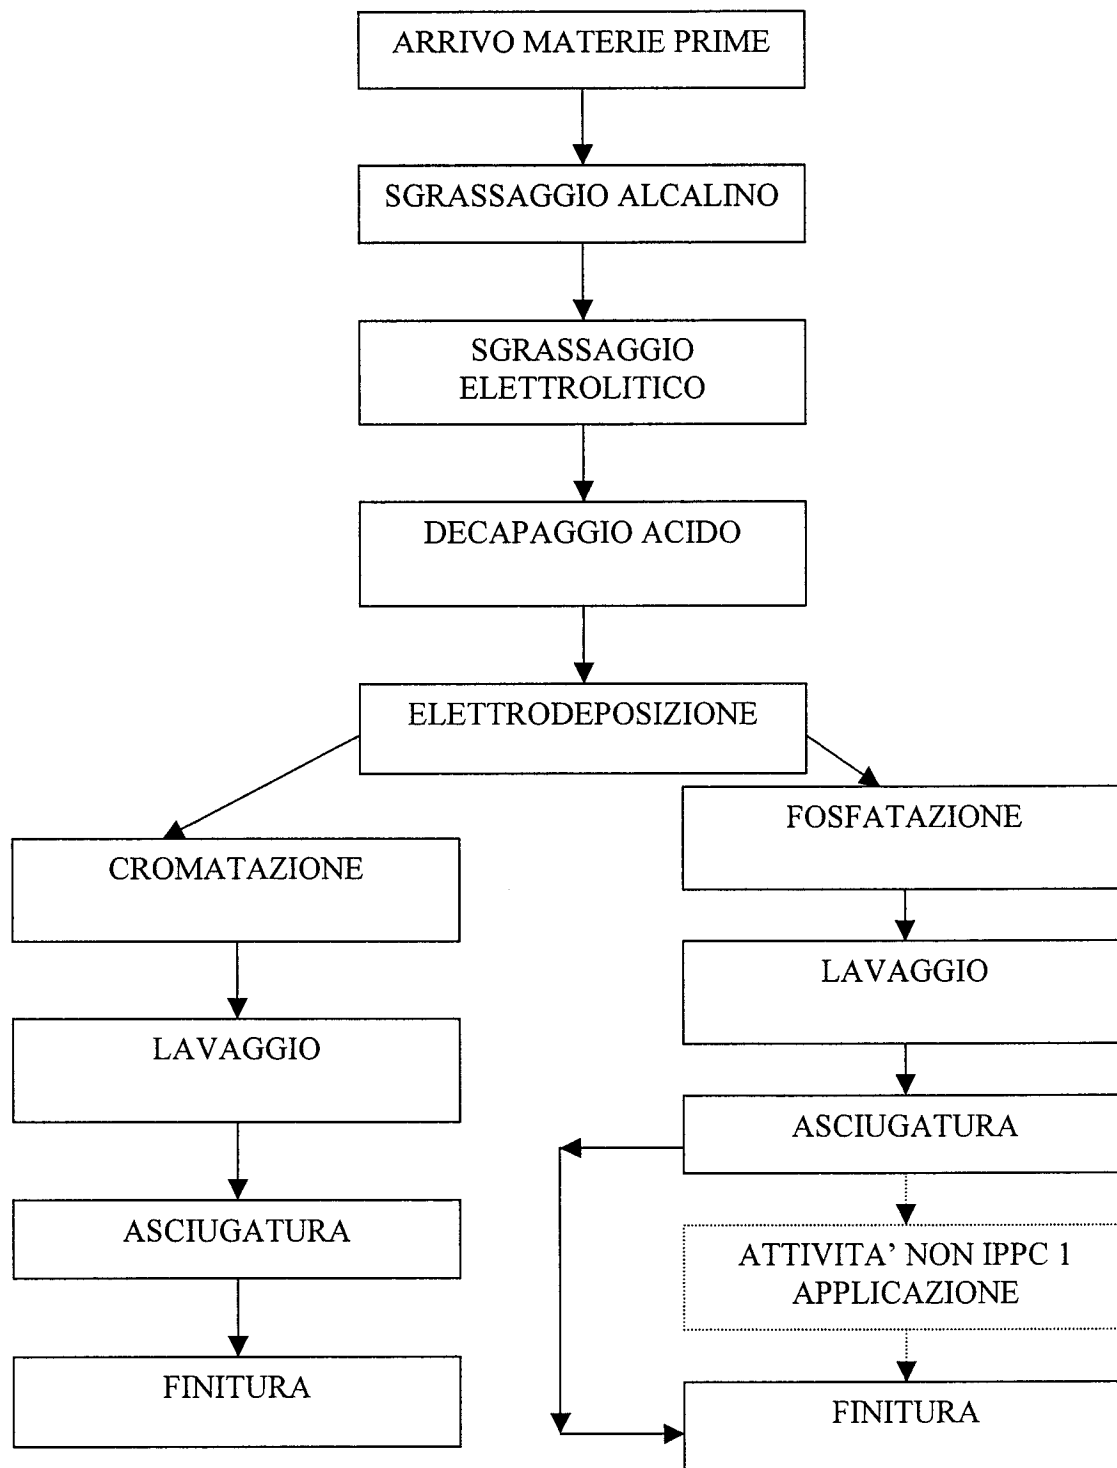 ARRIVO MATERIE PRIME
SGRASSAGGIO ALCALINO
SGRASSAGGIO
ELETTROLITICO
DECAPAGGIO ACIDO
ELETTRODEPOSIZIONE
CROMATAZIONE
LAVAGGIO
ASCIUGATURA
FINITURA
FOSFATAZIONE
LAVAGGIO
ASCIUGATURA
ATTIVITA’ NON IPPC 1
APPLICAZIONE
FINITURA